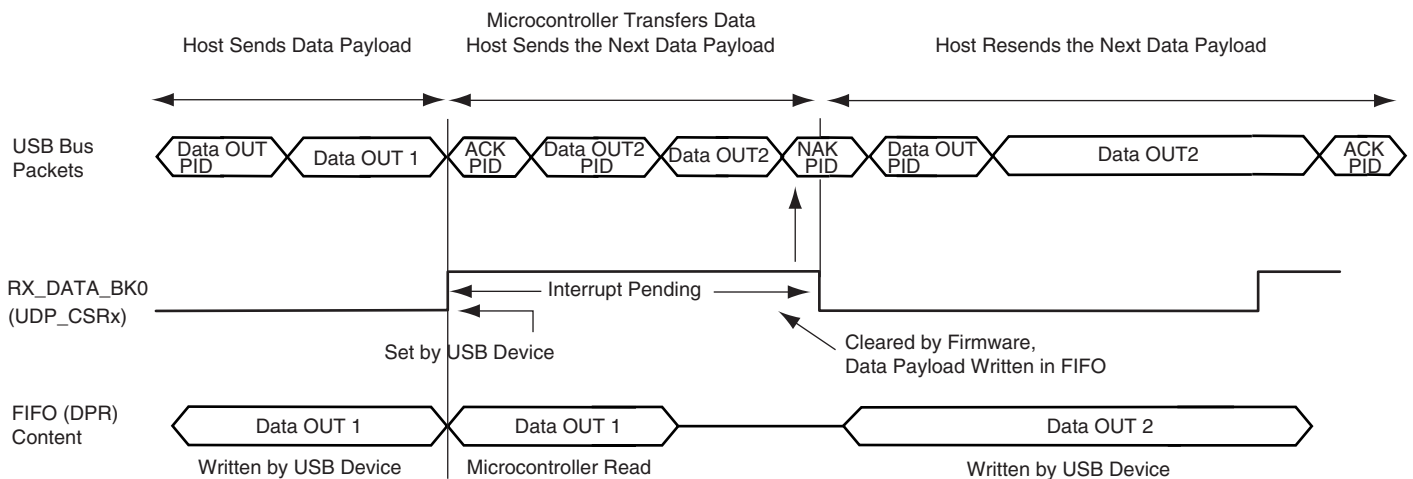 Microcontroller Transfers Data
Host Sends Data Payload
Host Sends the Next Data Payload
Host Resends the Next Data Payload
USB Bus
Packets
Data OUT
PID
Data OUT 1
ACK
PID
Data OUT2
PID
Data OUT2
NAK
PID
Data OUT
PID
Data OUT2
ACK
PID
RX_DATA_BK0
(UDP_CSRx)
Interrupt Pending
Set by USB Device
Cleared by Firmware,
Data Payload Written in FIFO
FIFO (DPR)
Content
Data OUT 1
Data OUT 1
Data OUT 2
Written by USB Device
Microcontroller Read
Written by USB Device